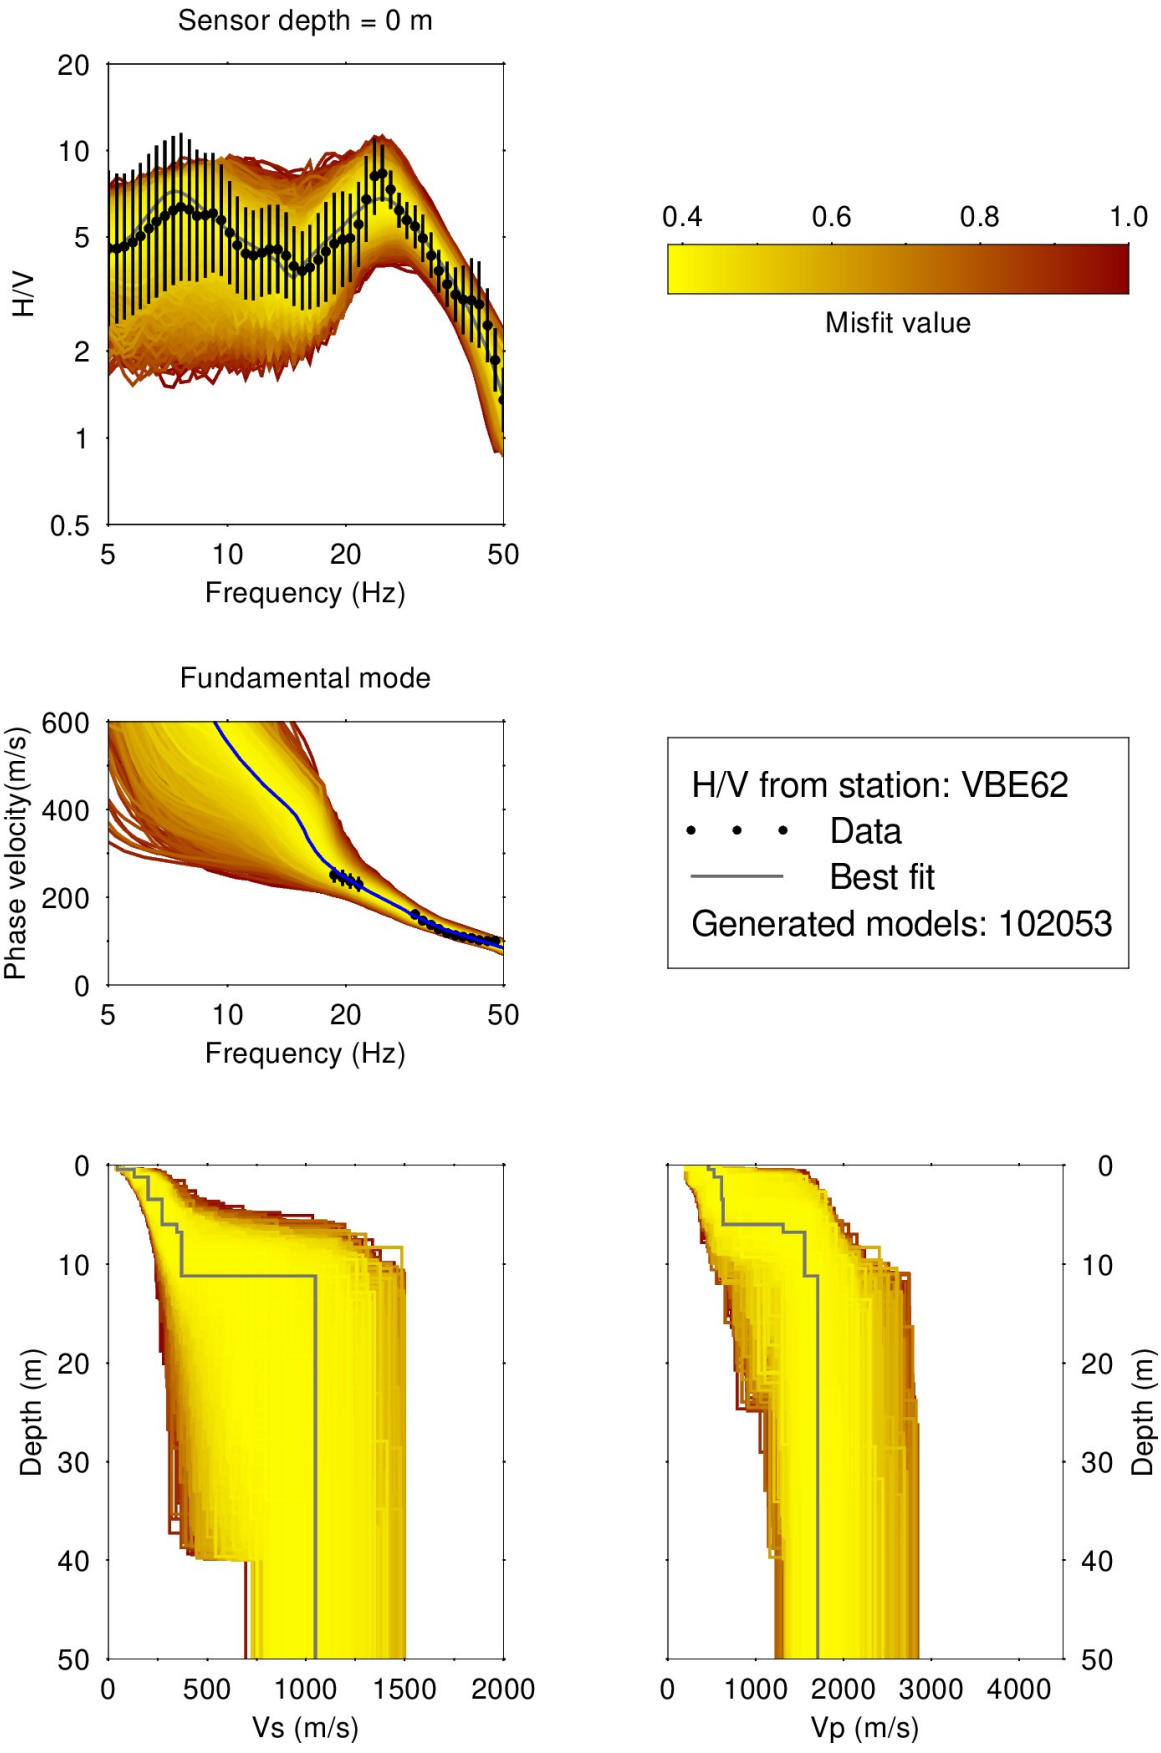 Sensor depth = 0 m
20
10
5
2
1
0.5
H/V
5 10 20 50
Frequency (Hz)
0.4 0.6 0.8 1.0
Misfit value
Fundamental mode
600
400
200
0
Phase velocity(m/s)
5 10 20 50
Frequency (Hz)
H/V from station: VBE62
Data
Best fit
Generated models: 102053
0
10
20
30
40
50
Depth (m)
0 500 1000 1500 2000
Vs (m/s)
0
10
20
30
40
50
Depth (m)
0 1000 2000 3000 4000
Vp (m/s)